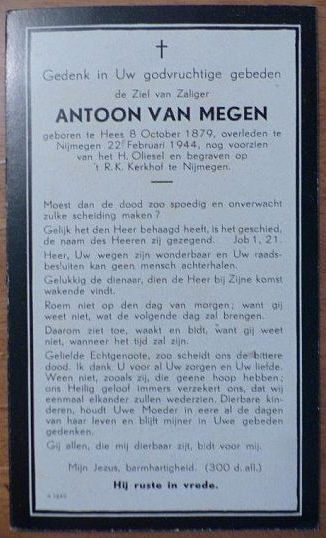 Gedenk in Uw godvruchtige gebeden
de Ziel van Zaliger
ANTOON VAN MEGEN
geboren te Hees 8 October 1879, overleden te
Nijmegen 22 Februari 1944, nog voorzien
van het H. Oliesel en begraven op
't R.K. Kerkhof te Nijmegen.
Moest dan de dood zoo spoedig en onverwacht
zulke scheiding maken?
Gelijk het den Heer behaagd heeft, is het geschied,
de naam des Heeren zij gezegend. Job 1, 21.
Heer, Uw wegen zijn wonderbaar en Uw raads-
besluiten kan geen mensch achterhalen.
Gelukkig de dienaar, dien de Heer bij Zijne komst
wakende vindt.
Roem niet op den dag van morgen; want gij
weet niet, wat de volgende dag zal brengen.
Daarom ziet toe, waakt en bidt, want gij weet
niet, wanneer het tijd zal zijn.
Geliefde Echtgenoote, zoo scheidt ons de bittere
dood. Ik dank U voor al Uw zorgen en Uw liefde.
Ween niet, zooals zij, die geene hoop hebben;
ons Heilig geloof immers verzekert ons, dat wij
eenmaal elkander zullen wederzien. Dierbare kin-
deren, houdt Uwe Moeder in eere al de dagen
van haar leven en blijft mijner in Uwe gebeden
gedenken.
Gij allen, die mij dierbaar zijt, bidt voor mij.
Mijn Jezus, barmhartigheid. (300 d. afl.)
Hij ruste in vrede.